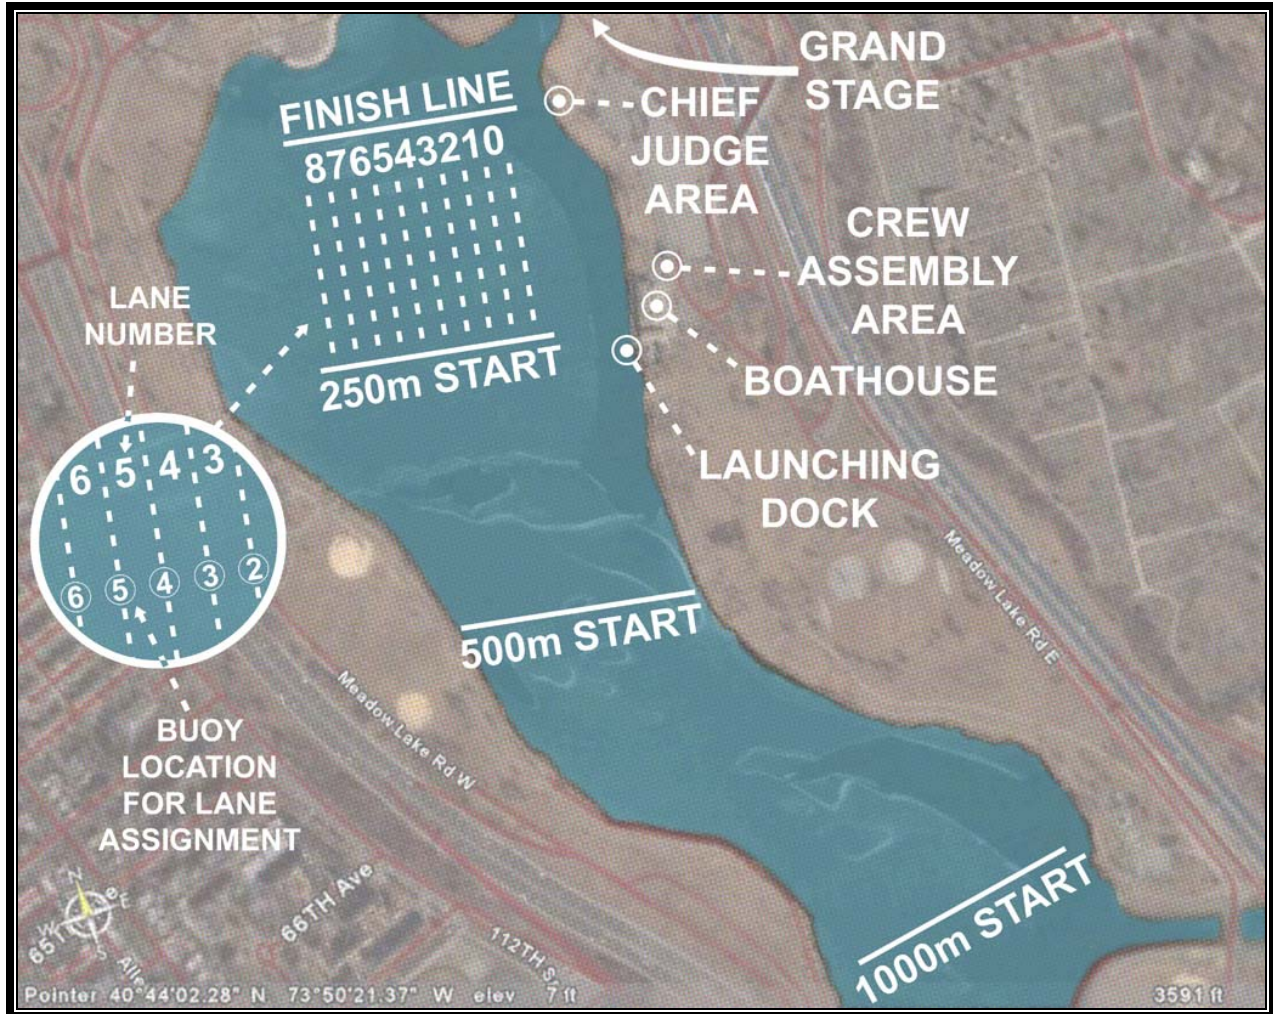 GRAND
STAGE
FINISH LINE
CHIEF
JUDGE
AREA
876543210
CREW
ASSEMBLY
AREA
LANE
NUMBER
250m START
BOATHOUSE
6 5 4 3
LAUNCHING
DOCK
6 5 4 3 2
500m START
Meadow Lake Rd E
Meadow Lake Rd W
BUOY
LOCATION
FOR LANE
ASSIGNMENT
1000m START
66TH Ave
112TH St
N
E
W
S
Pointer 40°44'02.28" N 73°50'21.37" W elev 7 ft
3591 ft